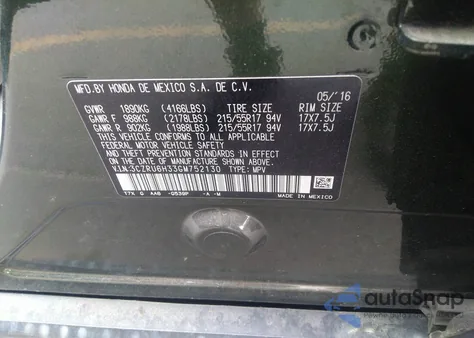 MFD.BY HONDA DE MEXICO S.A. DE C.V. 05/'16
GVWR 1890KG (4166LBS) TIRE SIZE RIM SIZE
GAWR F 988KG (2178LBS) 215/55R17 94V 17X7.5J
GAWR R 902KG (1988LBS) 215/55R17 94V 17X7.5J
THIS VEHICLE CONFORMS TO ALL APPLICABLE
FEDERAL MOTOR VEHICLE SAFETY AND
THEFT PREVENTION STANDARDS IN EFFECT ON
THE DATE OF MANUFACTURE SHOWN ABOVE.
V.I.N.:3CZRU6H33GM752130 TYPE: MPV
T7X G AAB -A -M
MADE IN MEXICO
autoSnap